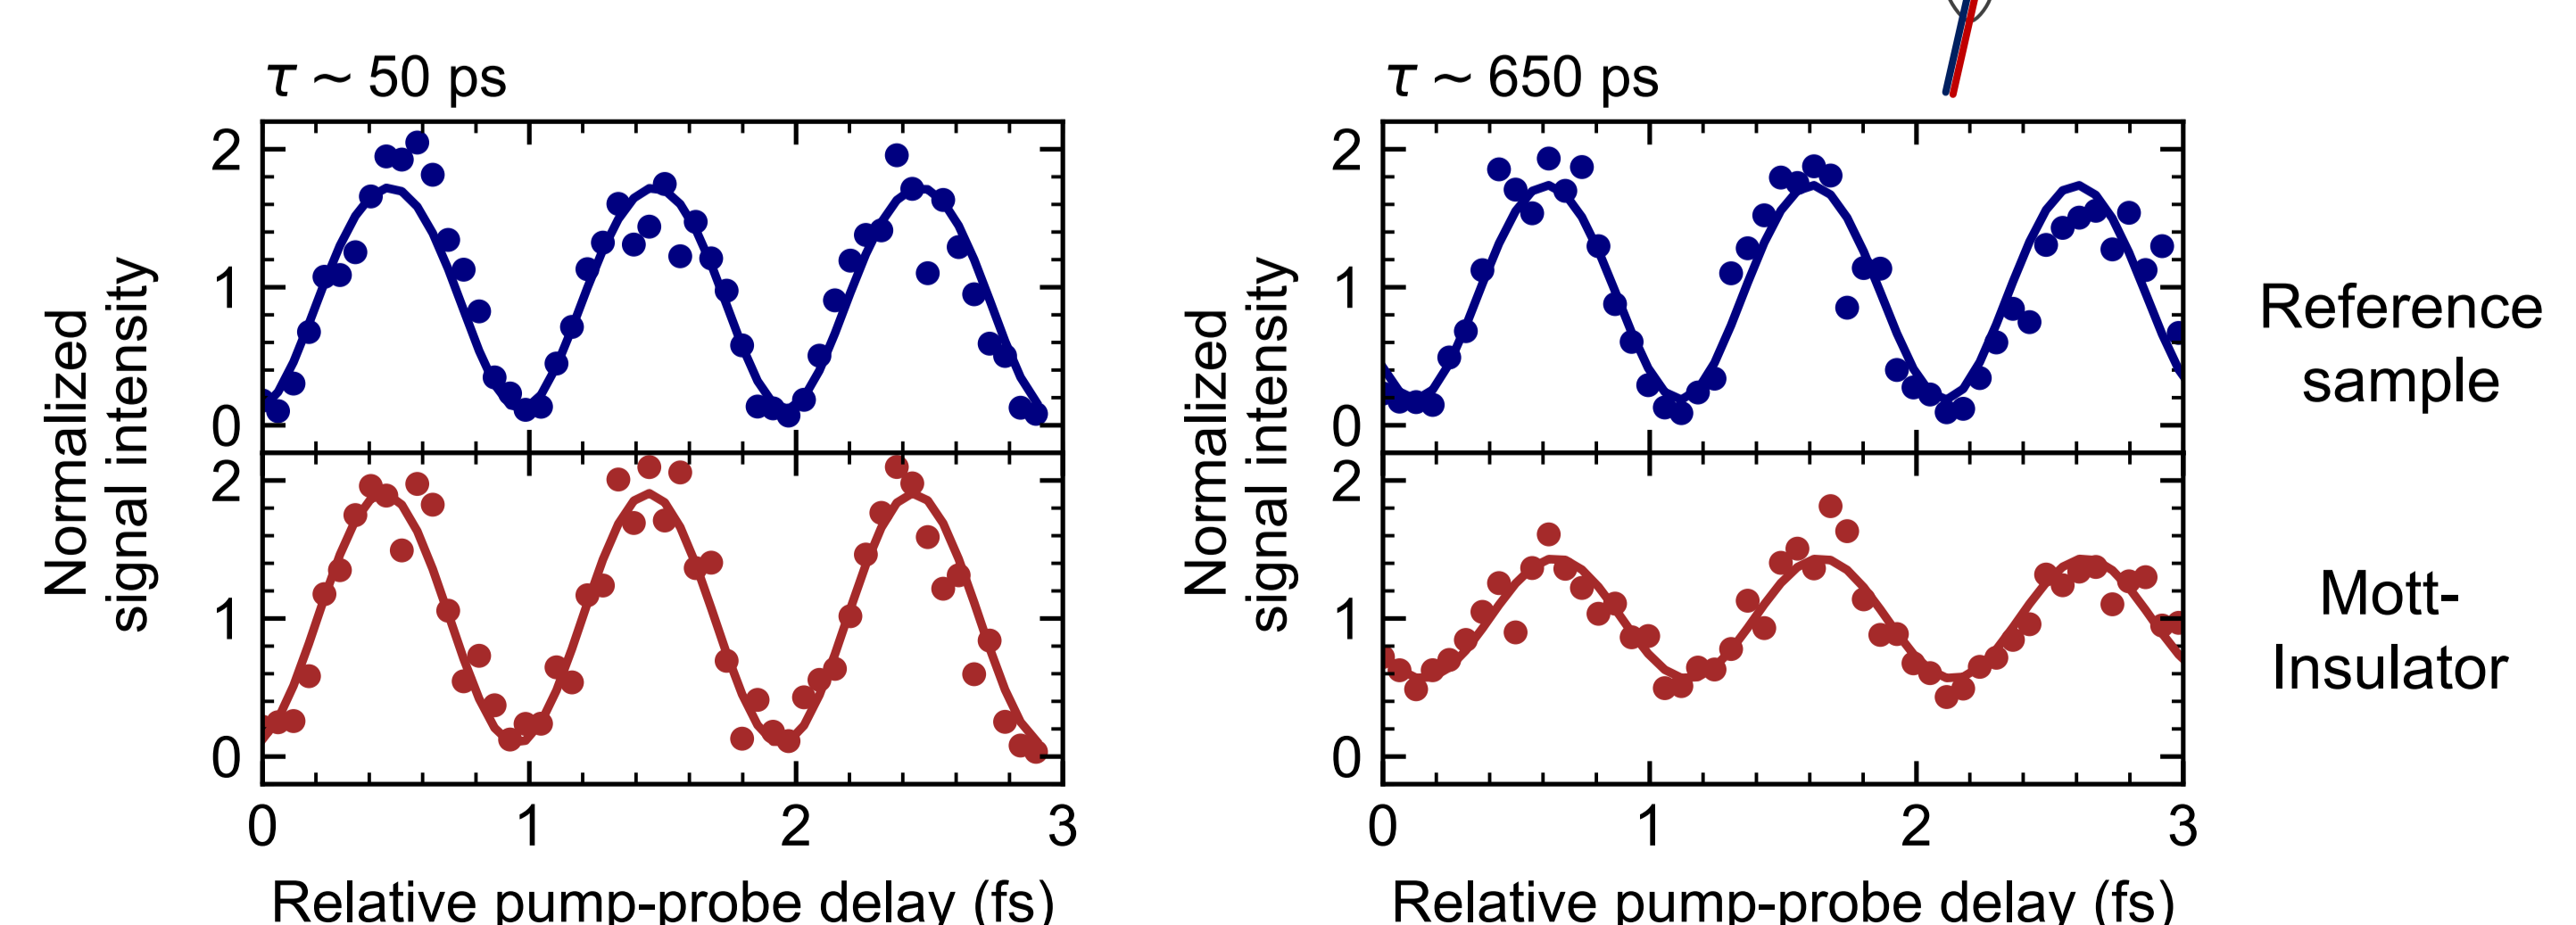 τ ~ 50 ps
τ ~ 650 ps
Normalized
signal intensity
2
1
0
2
1
0
0 1 2 3
Relative pump-probe delay (fs)
Normalized
signal intensity
2
1
0
2
1
0
0 1 2 3
Relative pump-probe delay (fs)
Reference
sample
Mott-
Insulator